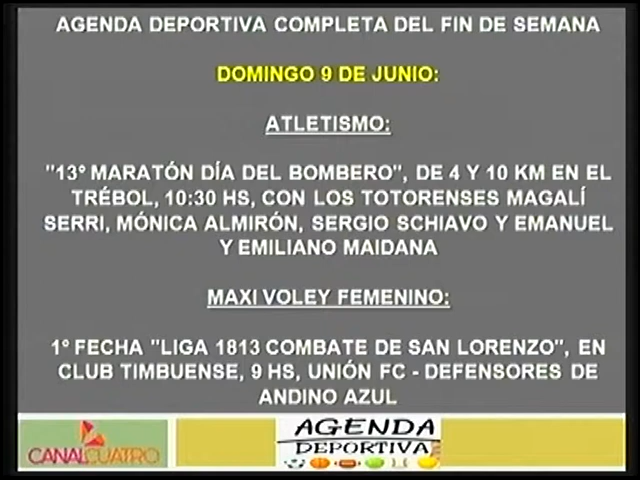 AGENDA DEPORTIVA COMPLETA DEL FIN DE SEMANA
DOMINGO 9 DE JUNIO:
ATLETISMO:
"13º MARATÓN DÍA DEL BOMBERO", DE 4 Y 10 KM EN EL
TRÉBOL, 10:30 HS, CON LOS TOTORENSES MAGALÍ
SERRI, MÓNICA ALMIRÓN, SERGIO SCHIAVO Y EMANUEL
Y EMILIANO MAIDANA
MAXI VOLEY FEMENINO:
1º FECHA "LIGA 1813 COMBATE DE SAN LORENZO", EN
CLUB TIMBUENSE, 9 HS, UNIÓN FC - DEFENSORES DE
ANDINO AZUL
CANALCUATRO
AGENDA
DEPORTIVA